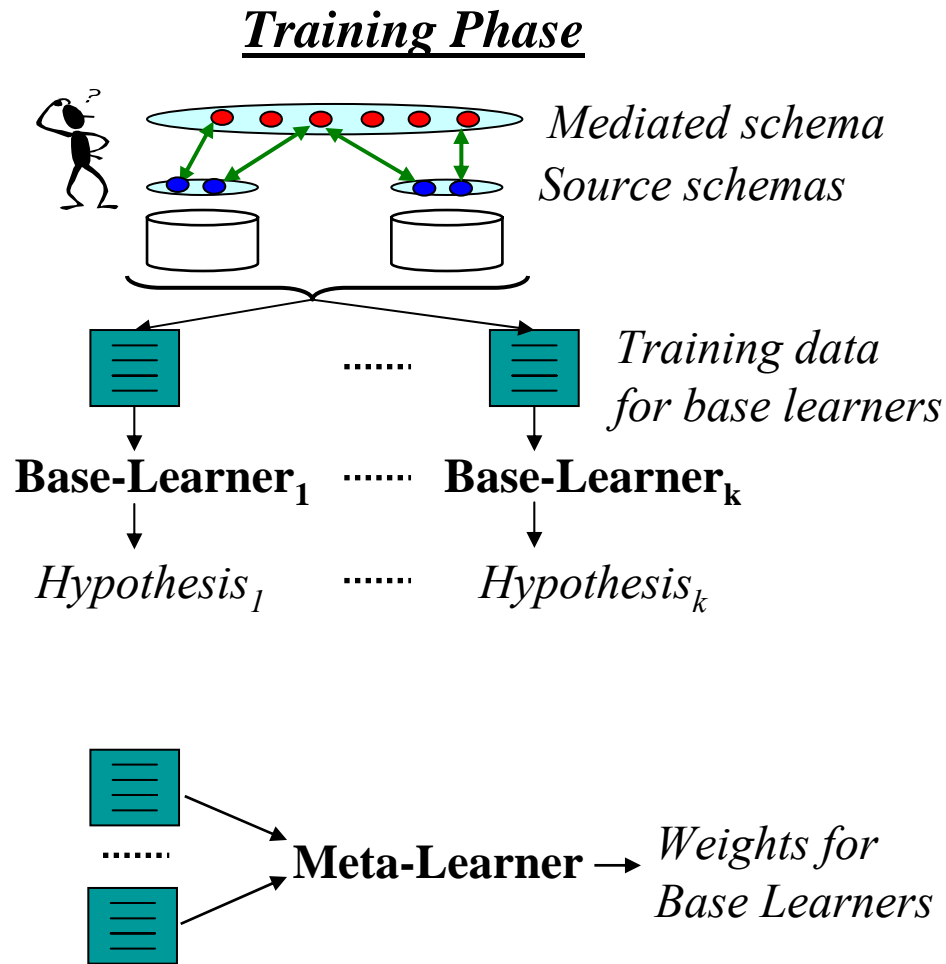 Training Phase
?
Mediated schema
Source schemas
Training data
for base learners
Base-Learner₁ ........ Base-Learnerₖ
Hypothesis₁ ........ Hypothesisₖ
Meta-Learner
Weights for
Base Learners